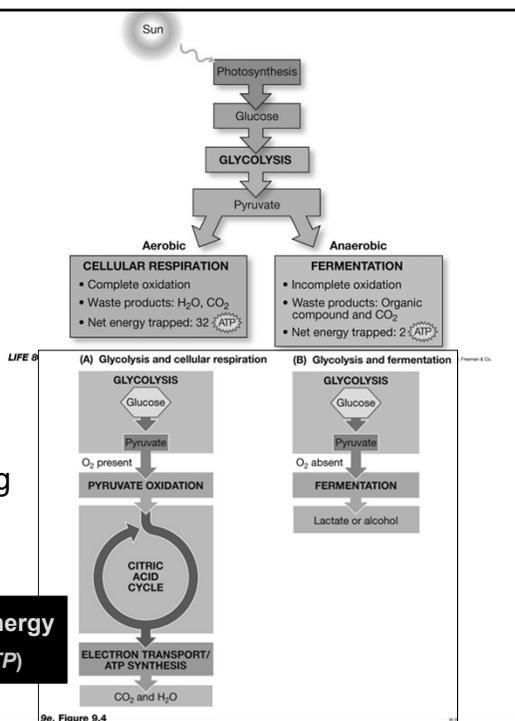 Sun
Photosynthesis
Glucose
GLYCOLYSIS
Pyruvate
Aerobic
CELLULAR RESPIRATION
• Complete oxidation
• Waste products: H₂O, CO₂
• Net energy trapped: 32 ATP
Anaerobic
FERMENTATION
• Incomplete oxidation
• Waste products: Organic
compound and CO₂
• Net energy trapped: 2 ATP
LIFE 8
Freeman & Co.
(A) Glycolysis and cellular respiration
GLYCOLYSIS
Glucose
Pyruvate
O₂ present
PYRUVATE OXIDATION
CITRIC
ACID
CYCLE
ELECTRON TRANSPORT/
ATP SYNTHESIS
CO₂ and H₂O
(B) Glycolysis and fermentation
GLYCOLYSIS
Glucose
Pyruvate
O₂ absent
FERMENTATION
Lactate or alcohol
g
nergy
TP)
9e, Figure 9.4